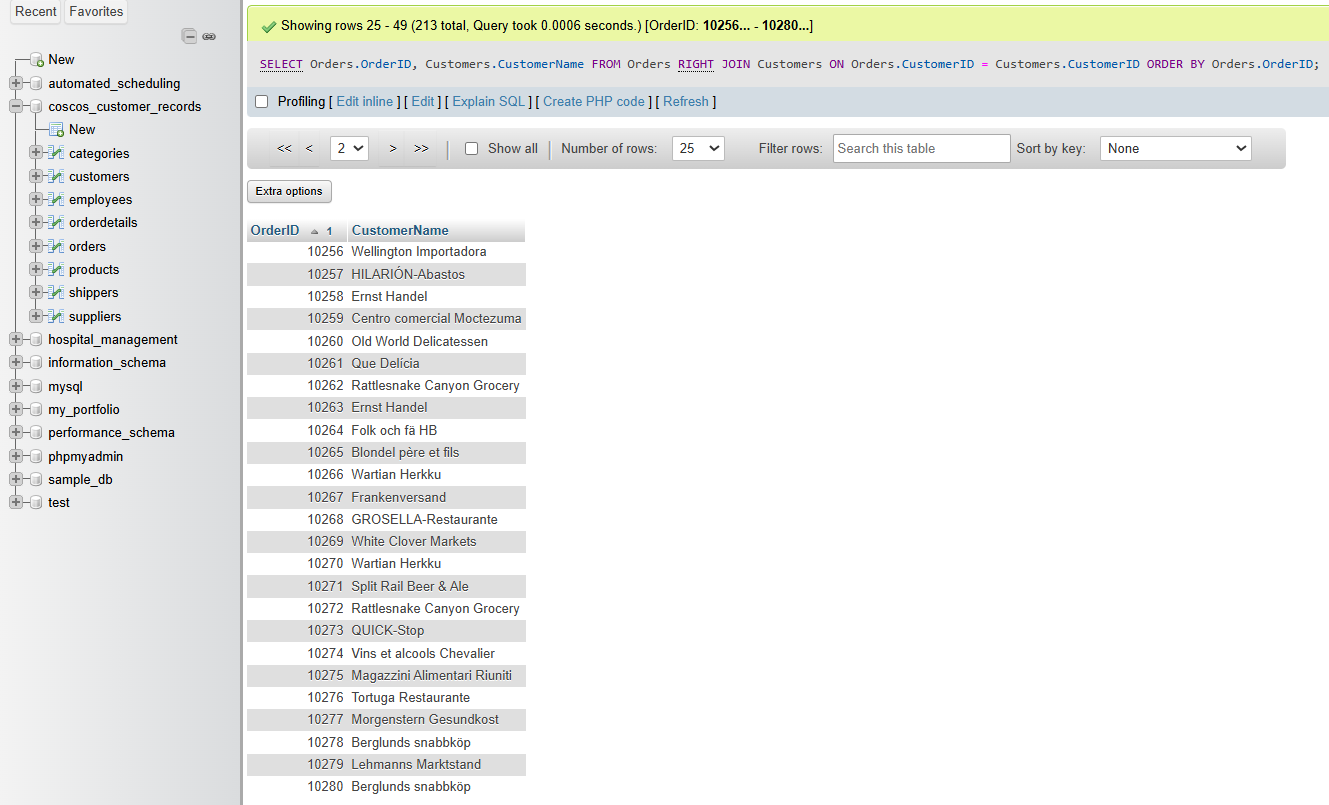 Recent Favorites
New
automated_scheduling
coscos_customer_records
New
categories
customers
employees
orderdetails
orders
products
shippers
suppliers
hospital_management
information_schema
mysql
my_portfolio
performance_schema
phpmyadmin
sample_db
test
Showing rows 25 - 49 (213 total, Query took 0.0006 seconds.) [OrderID: 10256... - 10280...]
SELECT Orders.OrderID, Customers.CustomerName FROM Orders RIGHT JOIN Customers ON Orders.CustomerID = Customers.CustomerID ORDER BY Orders.OrderID;
Profiling [ Edit inline ] [ Edit ] [ Explain SQL ] [ Create PHP code ] [ Refresh ]
<< < 2 > >> | Show all | Number of rows: 25 Filter rows: Search this table Sort by key: None
Extra options
OrderID 1 CustomerName
10256 Wellington Importadora
10257 HILARIÓN-Abastos
10258 Ernst Handel
10259 Centro comercial Moctezuma
10260 Old World Delicatessen
10261 Que Delícia
10262 Rattlesnake Canyon Grocery
10263 Ernst Handel
10264 Folk och fä HB
10265 Blondel père et fils
10266 Wartian Herkku
10267 Frankenversand
10268 GROSELLA-Restaurante
10269 White Clover Markets
10270 Wartian Herkku
10271 Split Rail Beer & Ale
10272 Rattlesnake Canyon Grocery
10273 QUICK-Stop
10274 Vins et alcools Chevalier
10275 Magazzini Alimentari Riuniti
10276 Tortuga Restaurante
10277 Morgenstern Gesundkost
10278 Berglunds snabbköp
10279 Lehmanns Marktstand
10280 Berglunds snabbköp